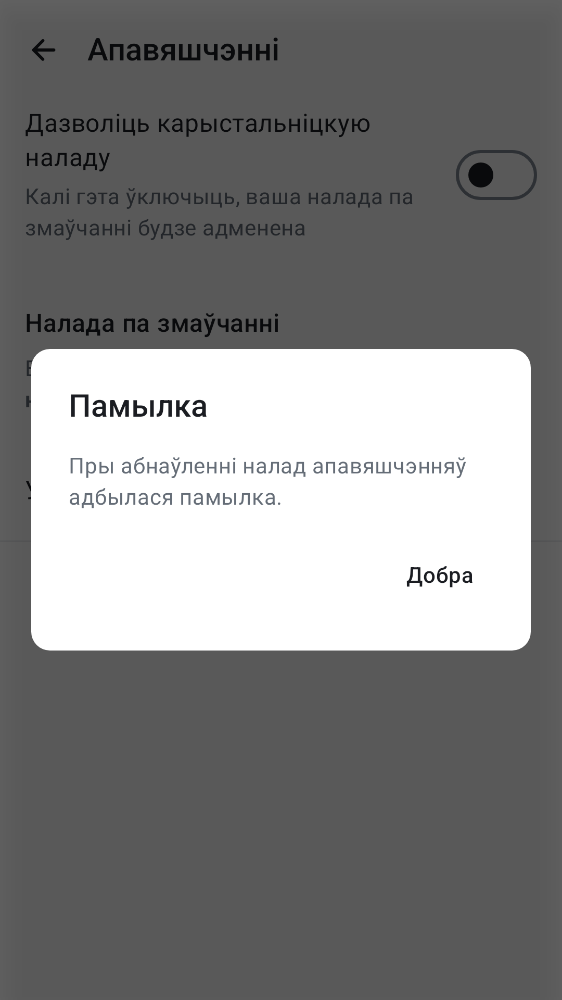 Апавяшчэнні
Дазволіць карыстальніцкую
наладу
Калі гэта ўключыць, ваша налада па
змаўчанні будзе адменена
Налада па змаўчанні
Памылка
Пры абнаўленні налад апавяшчэнняў
адбылася памылка.
Добра